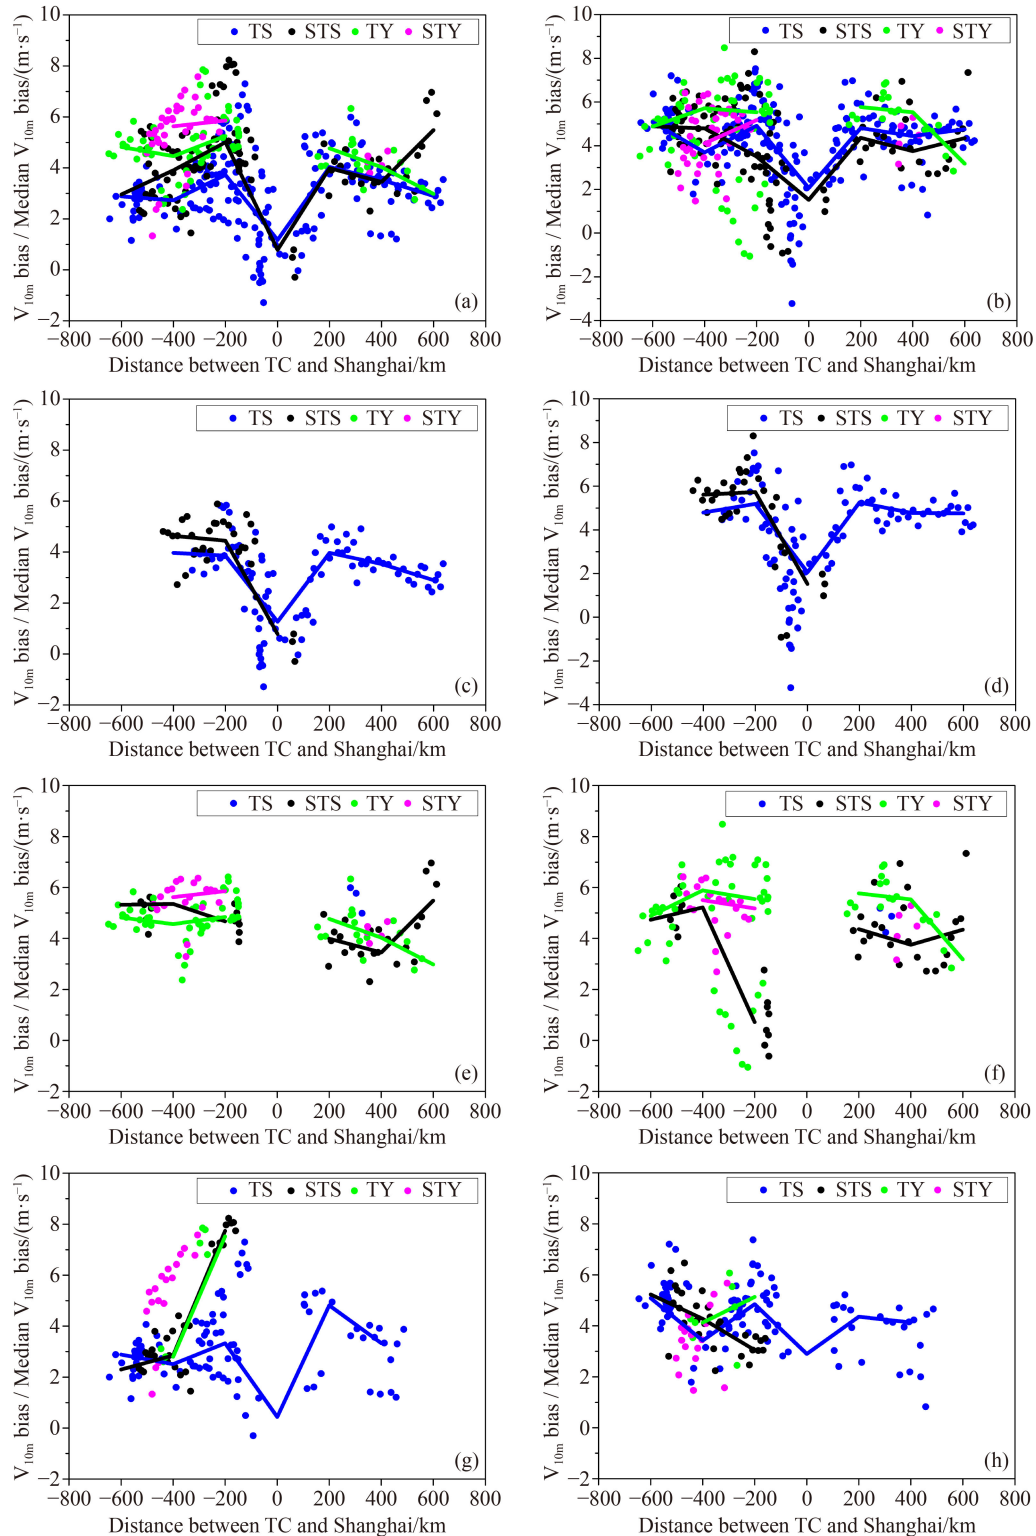 10
TS STS TY STY
8
6
4
2
0
−2
(a)
−800 −600 −400 −200 0 200 400 600 800
Distance between TC and Shanghai/km
V10m bias / Median V10m bias/(m·s−1)
10
TS STS TY STY
8
6
4
2
0
−2
−4
(b)
−800 −600 −400 −200 0 200 400 600 800
Distance between TC and Shanghai/km
V10m bias / Median V10m bias/(m·s−1)
10
TS STS TY STY
8
6
4
2
0
−2
(c)
−800 −600 −400 −200 0 200 400 600 800
Distance between TC and Shanghai/km
V10m bias / Median V10m bias/(m·s−1)
10
TS STS TY STY
8
6
4
2
0
−2
−4
(d)
−800 −600 −400 −200 0 200 400 600 800
Distance between TC and Shanghai/km
V10m bias / Median V10m bias/(m·s−1)
10
TS STS TY STY
8
6
4
2
0
−2
(e)
−800 −600 −400 −200 0 200 400 600 800
Distance between TC and Shanghai/km
V10m bias / Median V10m bias/(m·s−1)
10
TS STS TY STY
8
6
4
2
0
−2
(f)
−800 −600 −400 −200 0 200 400 600 800
Distance between TC and Shanghai/km
V10m bias / Median V10m bias/(m·s−1)
10
TS STS TY STY
8
6
4
2
0
−2
(g)
−800 −600 −400 −200 0 200 400 600 800
Distance between TC and Shanghai/km
V10m bias / Median V10m bias/(m·s−1)
10
TS STS TY STY
8
6
4
2
0
−2
(h)
−800 −600 −400 −200 0 200 400 600 800
Distance between TC and Shanghai/km
V10m bias / Median V10m bias/(m·s−1)